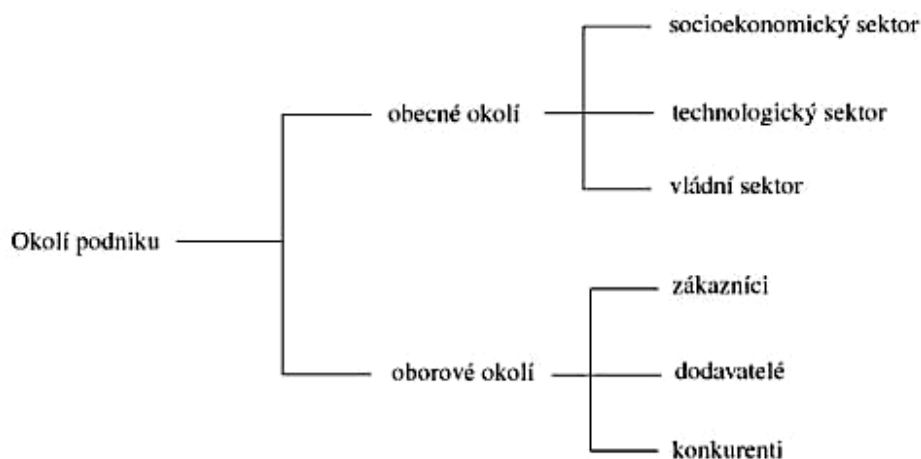 Okolí podniku
obecné okolí
socioekonomický sektor
technologický sektor
vládní sektor
oborové okolí
zákazníci
dodavatelé
konkurenti